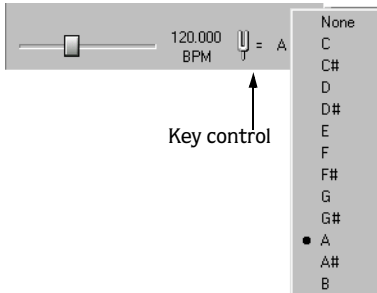 120.000
BPM
= A
Key control
None
C
C#
D
D#
E
F
F#
G
G#
A
A#
B